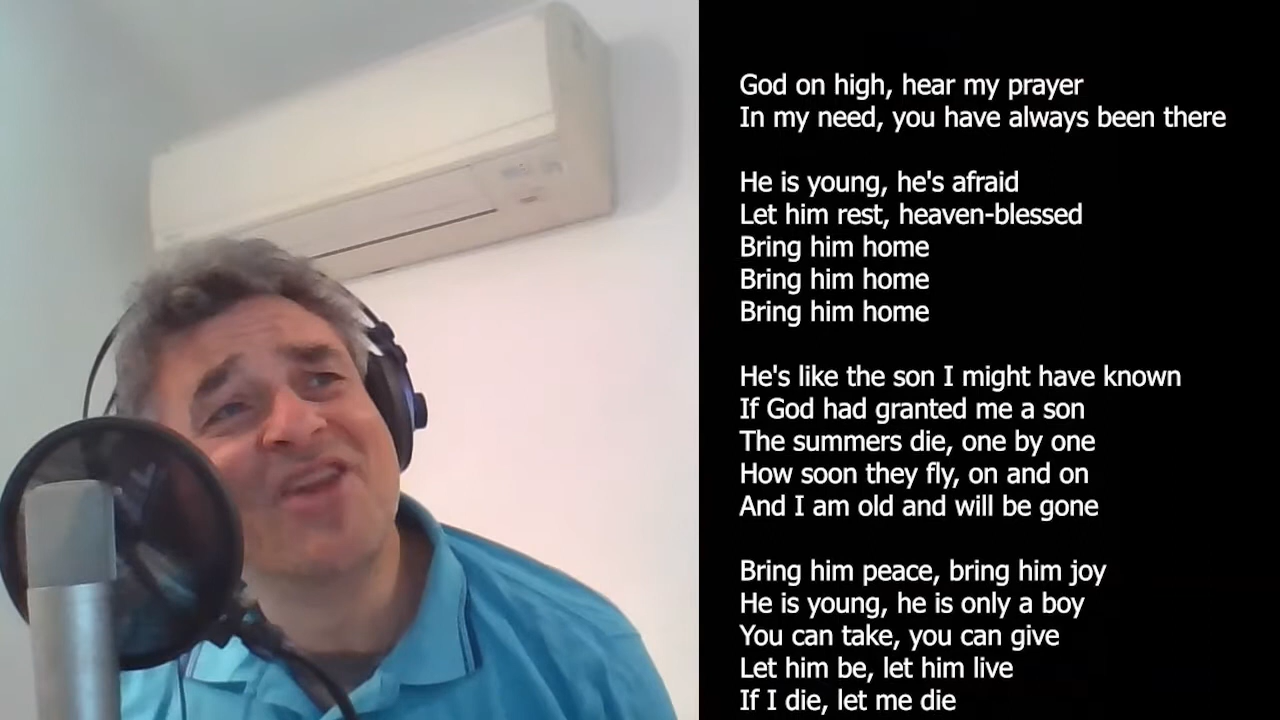 God on high, hear my prayer
In my need, you have always been there
He is young, he's afraid
Let him rest, heaven-blessed
Bring him home
Bring him home
Bring him home
He's like the son I might have known
If God had granted me a son
The summers die, one by one
How soon they fly, on and on
And I am old and will be gone
Bring him peace, bring him joy
He is young, he is only a boy
You can take, you can give
Let him be, let him live
If I die, let me die